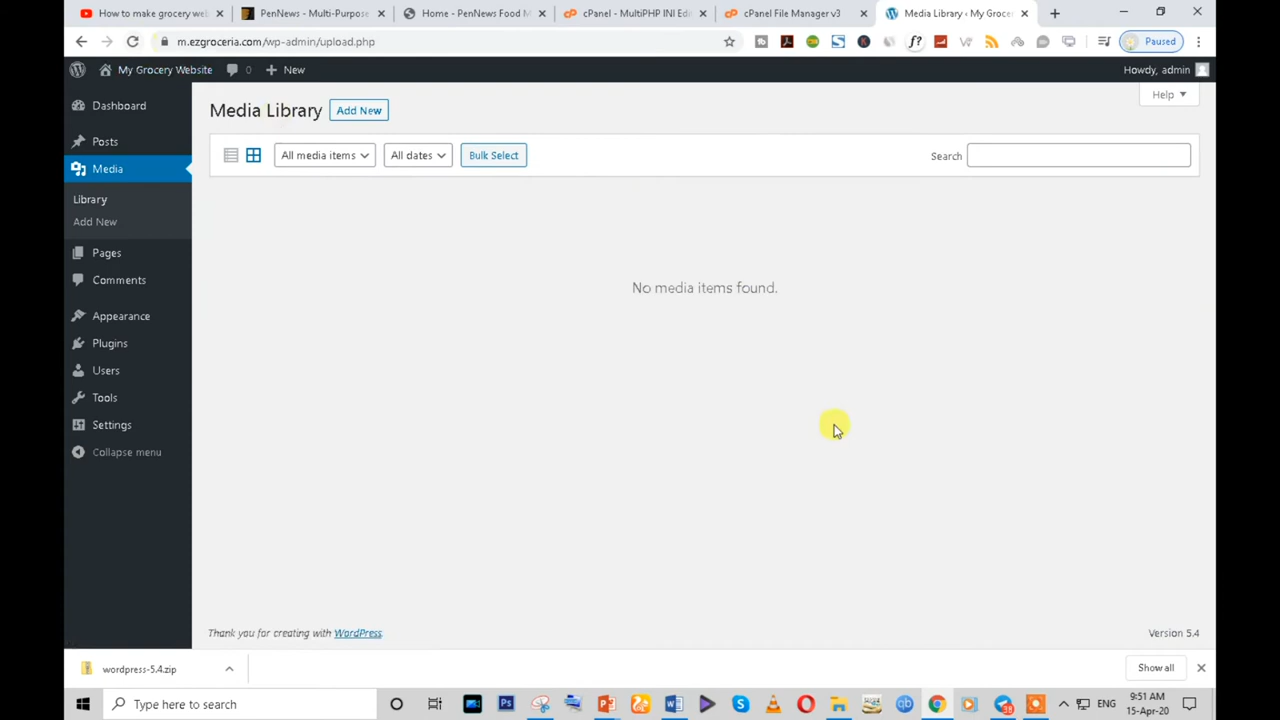 How to make grocery web
PenNews - Multi-Purpose
Home - PenNews Food M
cPanel - MultiPHP INI Edi
cPanel File Manager v3
Media Library ‹ My Groce
m.ezgroceria.com/wp-admin/upload.php
Paused
My Grocery Website
0
New
Howdy, admin
Dashboard
Posts
Media
Library
Add New
Pages
Comments
Appearance
Plugins
Users
Tools
Settings
Collapse menu
Media Library
Add New
Help
All media items
All dates
Bulk Select
Search
No media items found.
Thank you for creating with WordPress.
Version 5.4
wordpress-5.4.zip
Show all
Type here to search
ENG
9:51 AM
15-Apr-20